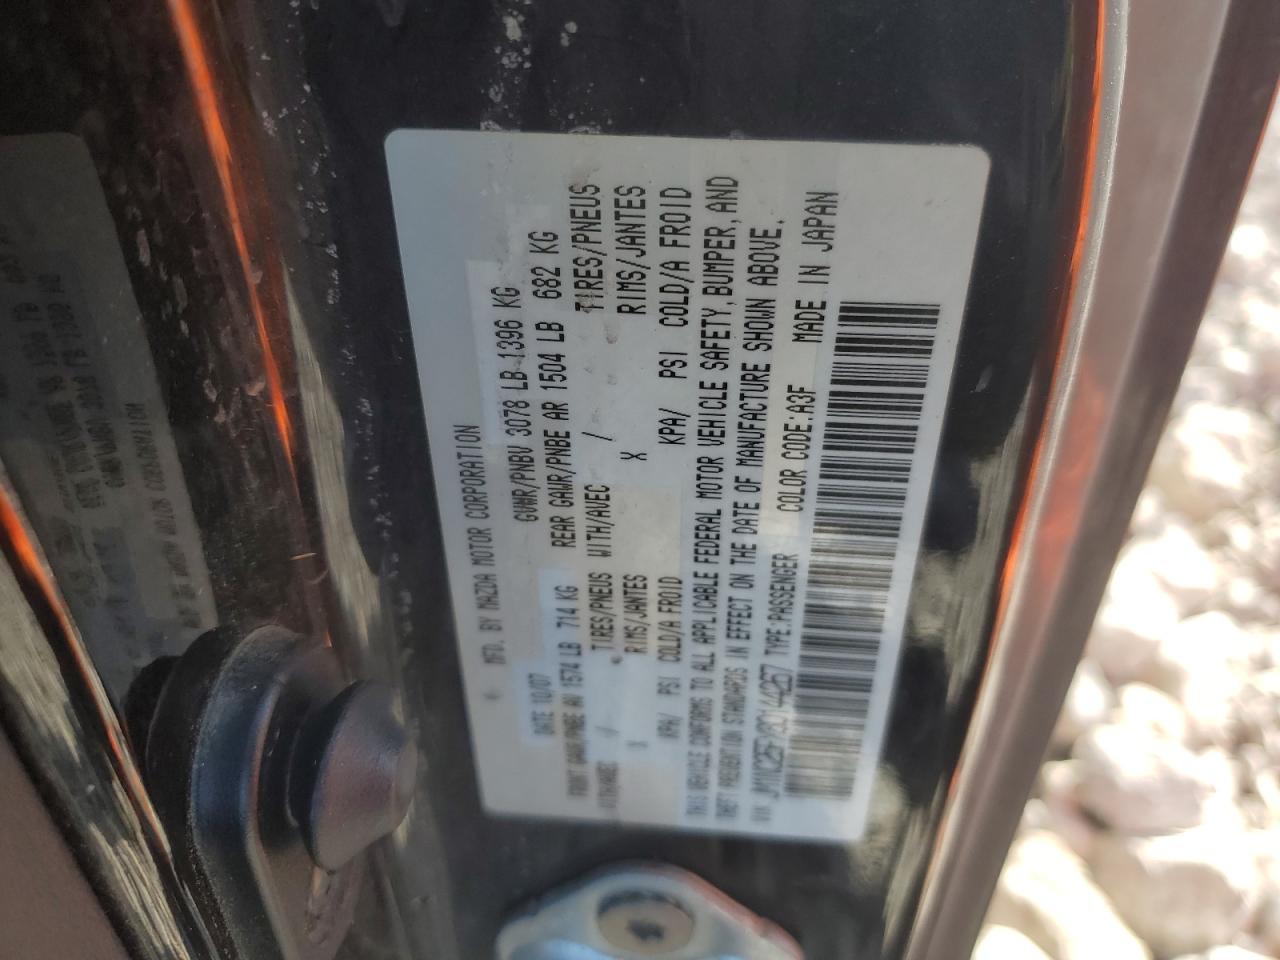 MFD. BY MAZDA MOTOR CORPORATION
DATE 10/07 GVWR/PNBV 3078 LB 1396 KG
FRONT GAWR/PNBE AV 1574 LB 714 KG REAR GAWR/PNBE AR 1504 LB 682 KG
WITH/AVEC / TIRES/PNEUS WITH/AVEC / TIRES/PNEUS
X RIMS/JANTES X RIMS/JANTES
KPA/ PSI COLD/A FROID KPA/ PSI COLD/A FROID
THIS VEHICLE CONFORMS TO ALL APPLICABLE FEDERAL MOTOR VEHICLE SAFETY, BUMPER, AND
THEFT PREVENTION STANDARDS IN EFFECT ON THE DATE OF MANUFACTURE SHOWN ABOVE.
VIN TYPE:PASSENGER COLOR CODE:A3F MADE IN JAPAN